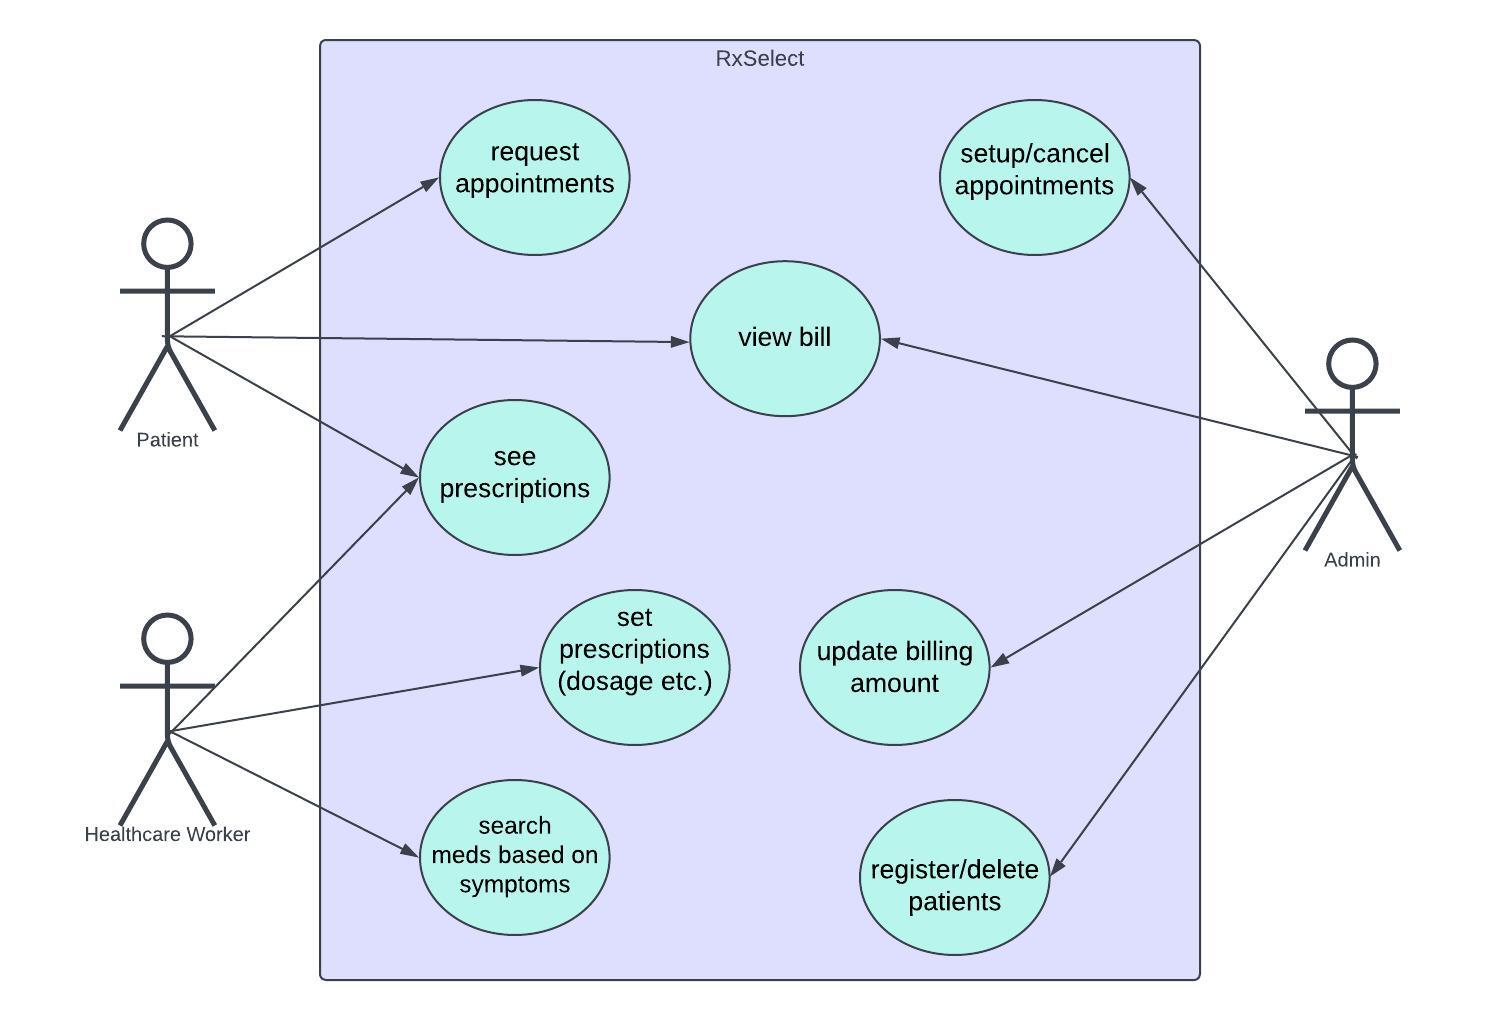 RxSelect
request
appointments
setup/cancel
appointments
view bill
Patient
see
prescriptions
Admin
set
prescriptions
(dosage etc.)
update billing
amount
Healthcare Worker
search
meds based on
symptoms
register/delete
patients